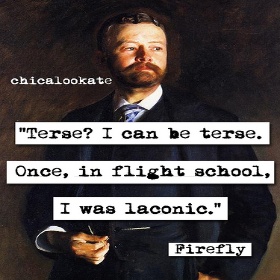 chicalookate
"Terse? I can be terse.
Once, in flight school,
I was laconic."
Firefly